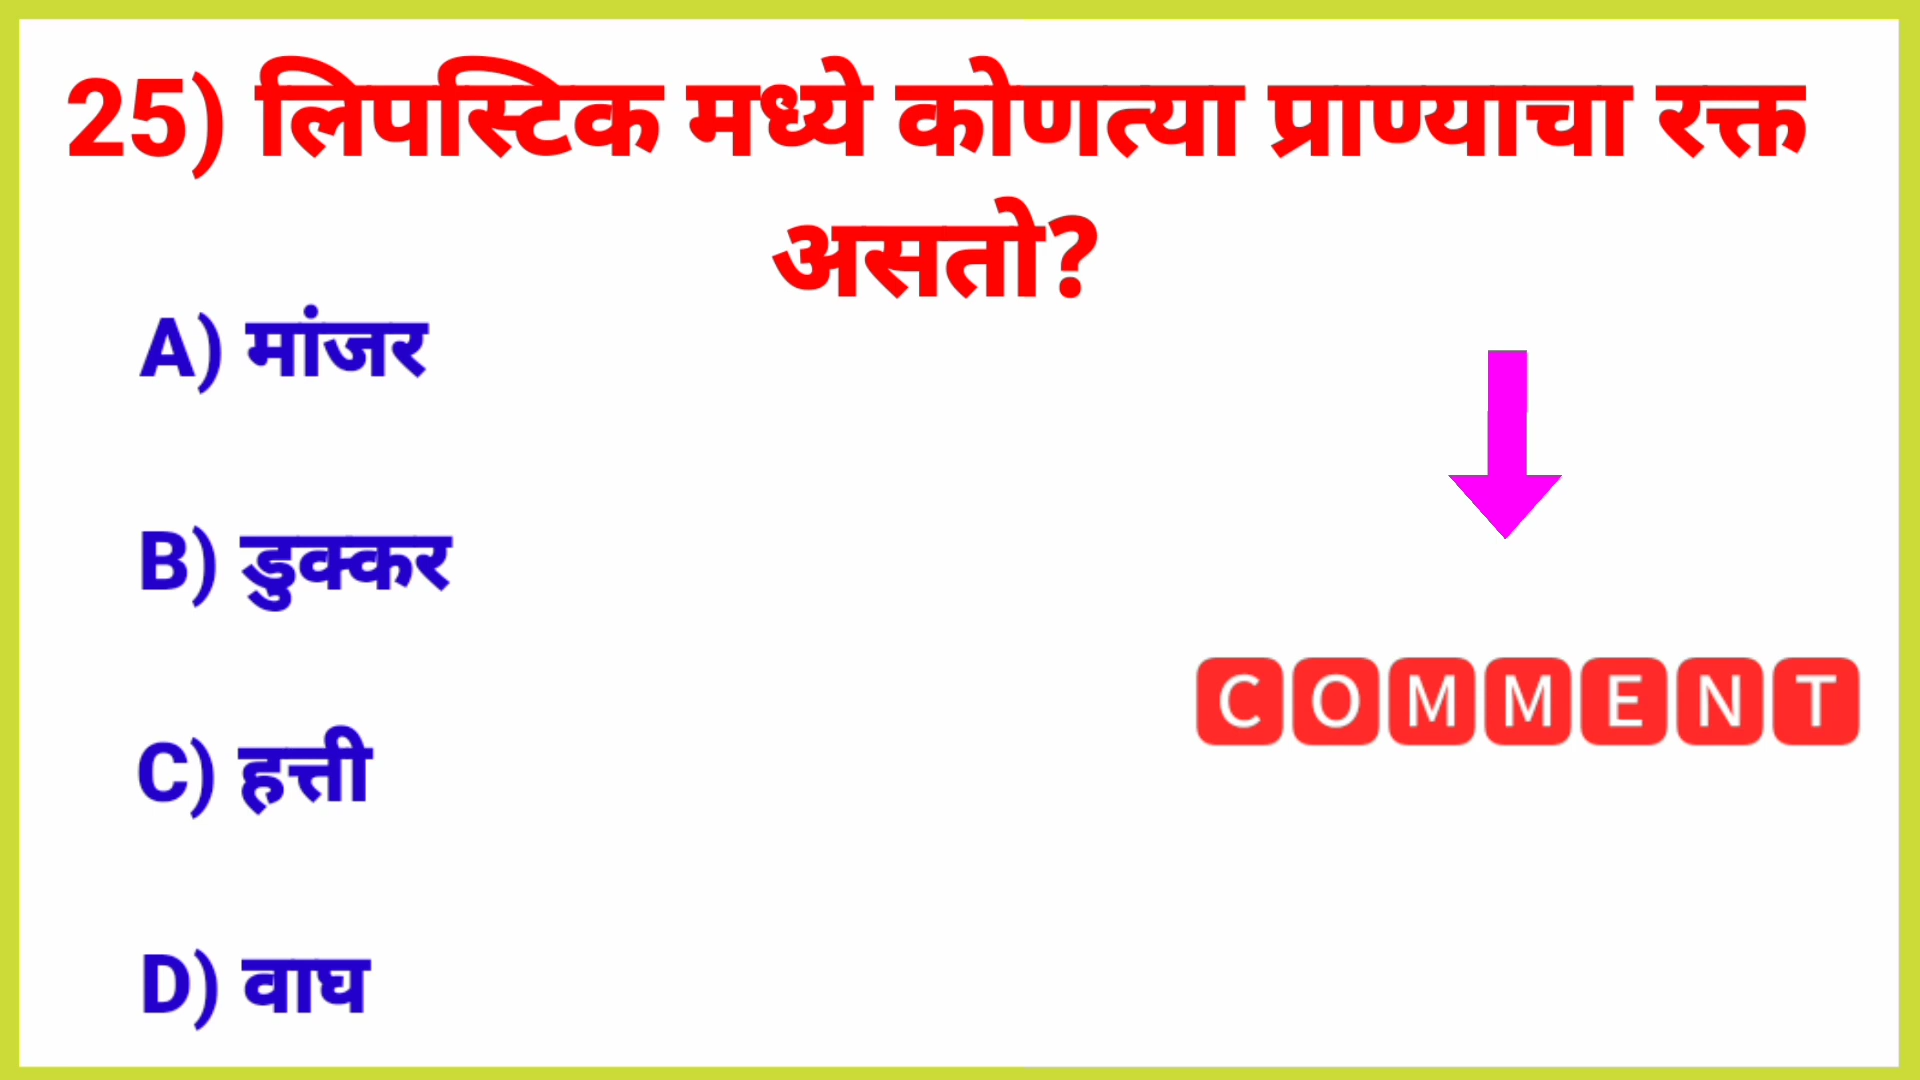 25) लिपस्टिक मध्ये कोणत्या प्राण्याचा रक्त
असतो?
A) मांजर
B) डुक्कर
C) हत्ती
COMMENT
D) वाघ